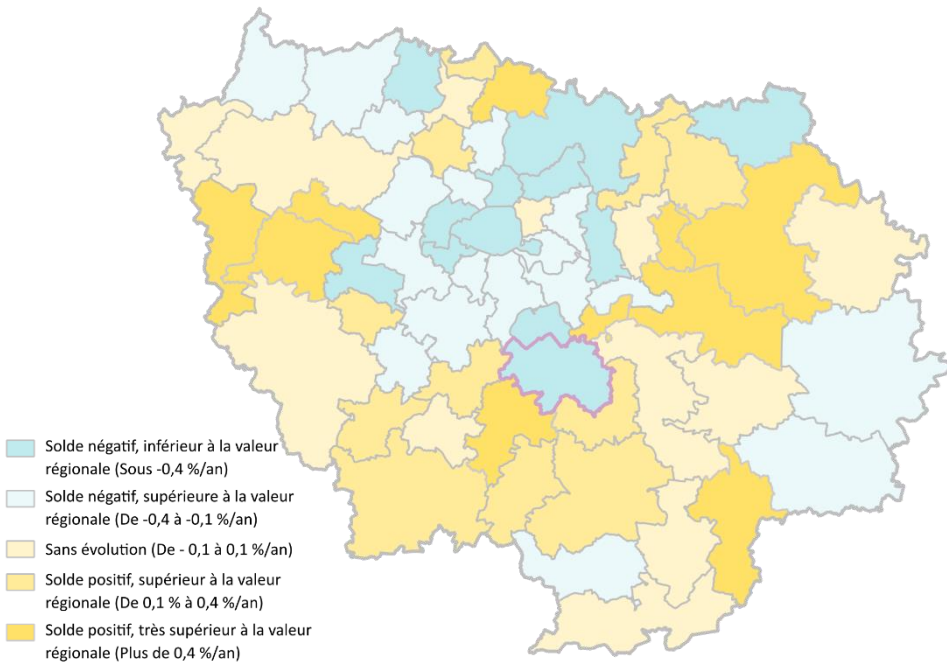 Solde négatif, inférieur à la valeur
régionale (Sous -0,4 %/an)
Solde négatif, supérieure à la valeur
régionale (De -0,4 à -0,1 %/an)
Sans évolution (De - 0,1 à 0,1 %/an)
Solde positif, supérieur à la valeur
régionale (De 0,1 % à 0,4 %/an)
Solde positif, très supérieur à la valeur
régionale (Plus de 0,4 %/an)